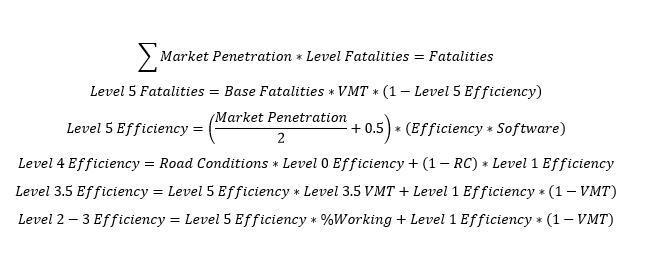 ∑ Market Penetration * Level Fatalities = Fatalities
Level 5 Fatalities = Base Fatalities * VMT * (1 − Level 5 Efficiency)
Level 5 Efficiency = (Market Penetration / 2 + 0.5) * (Efficiency * Software)
Level 4 Efficiency = Road Conditions * Level 0 Efficiency + (1 − RC) * Level 1 Efficiency
Level 3.5 Efficiency = Level 5 Efficiency * Level 3.5 VMT + Level 1 Efficiency * (1 − VMT)
Level 2 − 3 Efficiency = Level 5 Efficiency * %Working + Level 1 Efficiency * (1 − VMT)